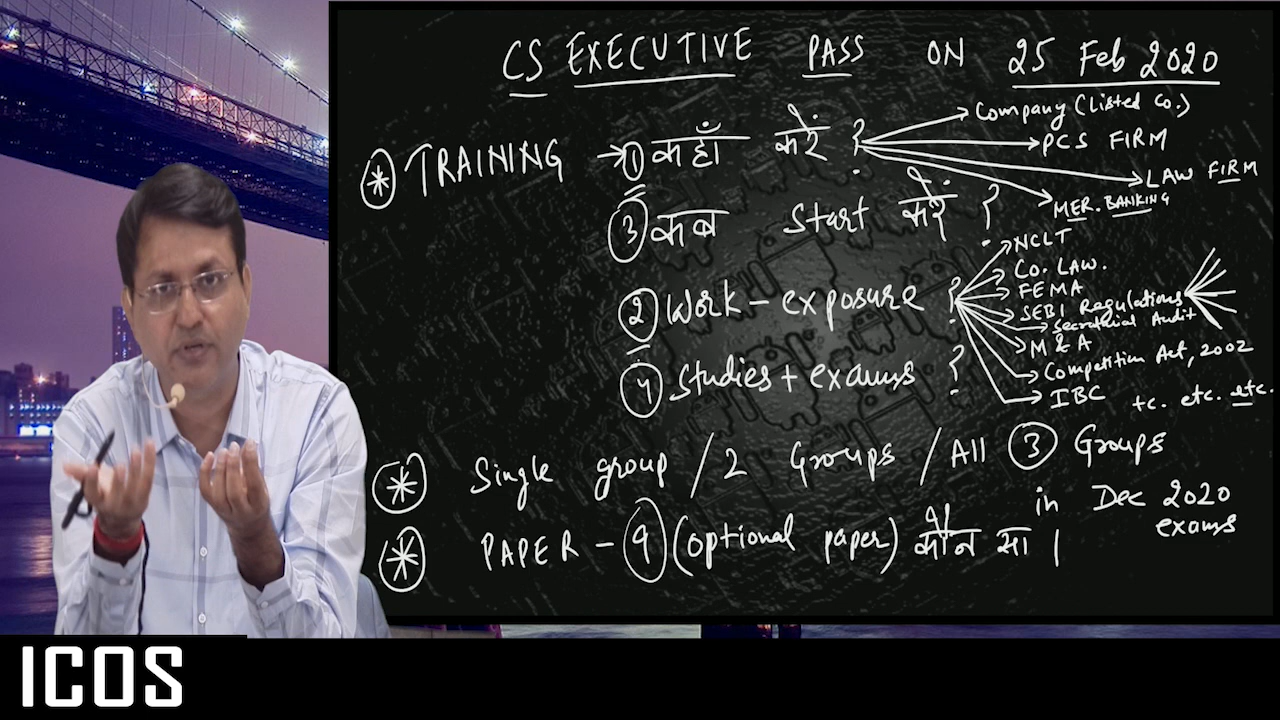 CS EXECUTIVE PASS ON 25 Feb 2020
* TRAINING → ① कहाँ करें ?
Company (Listed Co.)
PCS FIRM
LAW FIRM
MER. BANKING
③ कब Start करें ?
② Work - exposure ?
NCLT
Co. LAW.
FEMA
SEBI Regulations
Secretarial Audit
M & A
Competition Act, 2002
IBC
tc. etc. etc.
④ Studies + exams ?
* Single group / 2 Groups / All ③ Groups
in Dec 2020
exams
* PAPER - 9 (optional paper) कौन सा |
ICOS